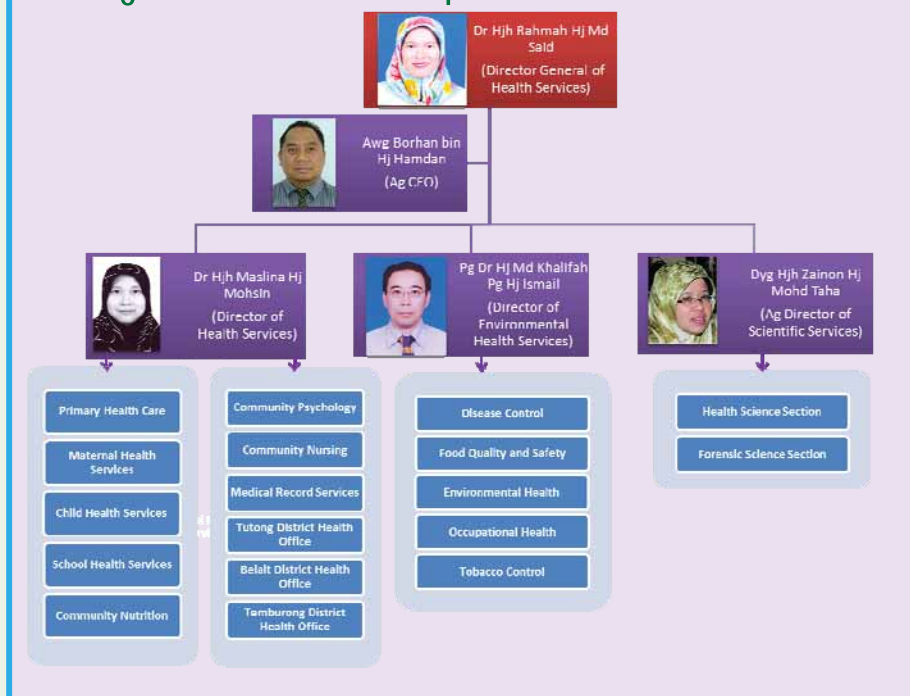 Dr Hjh Rahmah Hj Md
Said
(Director General of
Health Services)
Awg Borhan bin
Hj Hamdan
(Ag CEO)
Dr Hjh Maslina Hj
Mohsin
(Director of
Health Services)
Pg Dr Hj Md Khalifah
Pg Hj Ismail
(Director of
Environmental
Health Services)
Dyg Hjh Zainon Hj
Mohd Taha
(Ag Director of
Scientific Services)
Primary Health Care
Maternal Health
Services
Child Health Services
School Health Services
Community Nutrition
Community Psychology
Community Nursing
Medical Record Services
Tutong District Health
Office
Belait District Health
Office
Temburong District
Health Office
Disease Control
Food Quality and Safety
Environmental Health
Occupational Health
Tobacco Control
Health Science Section
Forensic Science Section